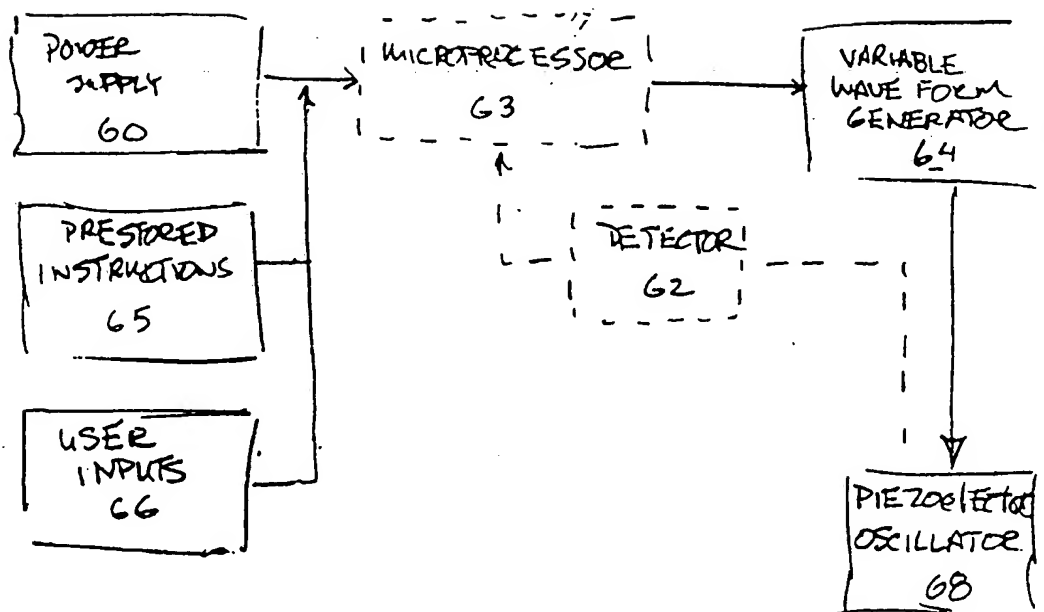 POWER
SUPPLY
60
MICROPROCESSOR
63
VARIABLE
WAVE FORM
GENERATOR
64
PRESTORED
INSTRUCTIONS
65
DETECTOR
62
USER
INPUTS
66
OSCILLATOR
68